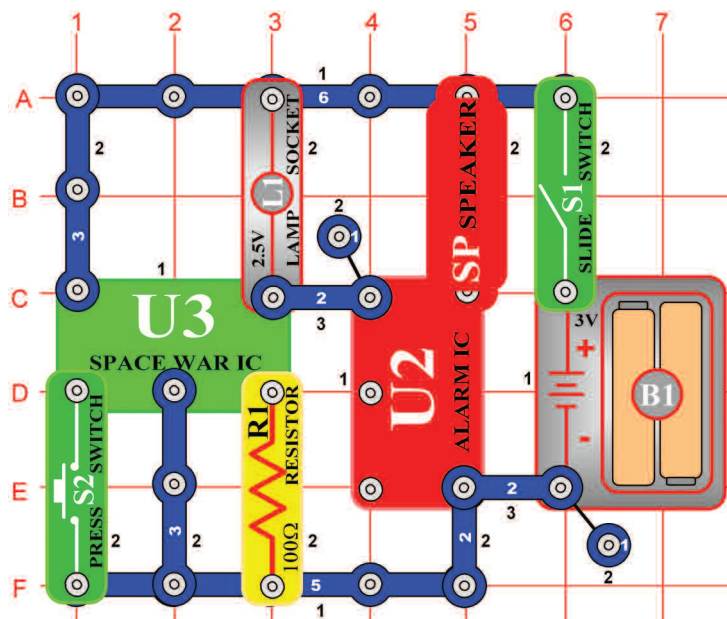 1 2 3 4 5 6 7
A
B
C
D
E
F
1
6
2
3
2
L1
2.5V
LAMP SOCKET
2
SP SPEAKER
2
S1
SLIDE SWITCH
2
2
1
1
U3
SPACE WAR IC
2
3
1
U2
ALARM IC
1
3V
+
-
B1
S2
PRESS SWITCH
2
3
2
R1
RESISTOR
100Ω
2
5
1
2
3
2
2
1
2